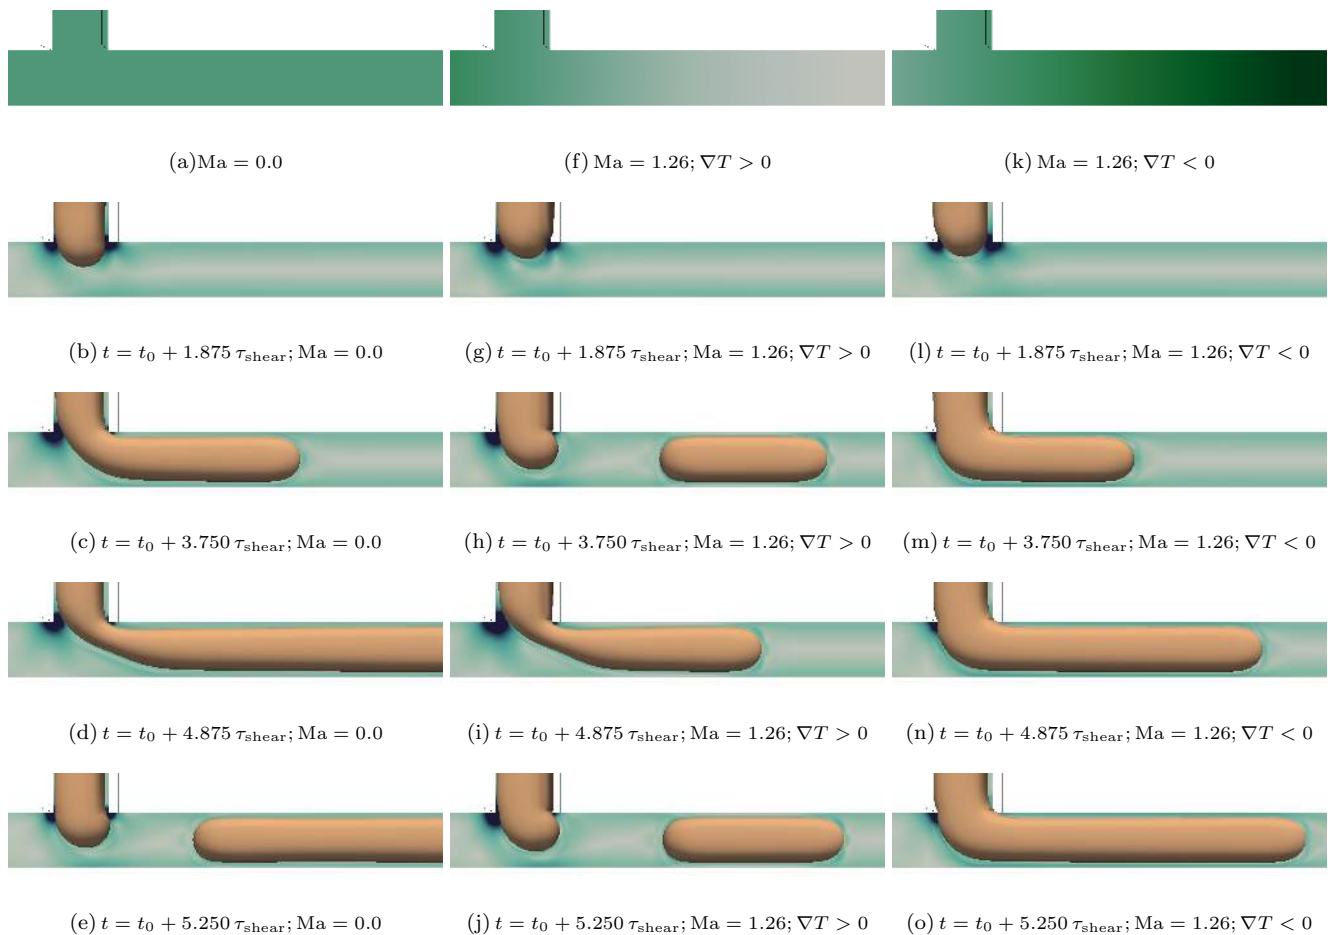 (a)Ma = 0.0
(f) Ma = 1.26; ∇T > 0
(k) Ma = 1.26; ∇T < 0
(b) t = t₀ + 1.875 τ_shear; Ma = 0.0
(g) t = t₀ + 1.875 τ_shear; Ma = 1.26; ∇T > 0
(l) t = t₀ + 1.875 τ_shear; Ma = 1.26; ∇T < 0
(c) t = t₀ + 3.750 τ_shear; Ma = 0.0
(h) t = t₀ + 3.750 τ_shear; Ma = 1.26; ∇T > 0
(m) t = t₀ + 3.750 τ_shear; Ma = 1.26; ∇T < 0
(d) t = t₀ + 4.875 τ_shear; Ma = 0.0
(i) t = t₀ + 4.875 τ_shear; Ma = 1.26; ∇T > 0
(n) t = t₀ + 4.875 τ_shear; Ma = 1.26; ∇T < 0
(e) t = t₀ + 5.250 τ_shear; Ma = 0.0
(j) t = t₀ + 5.250 τ_shear; Ma = 1.26; ∇T > 0
(o) t = t₀ + 5.250 τ_shear; Ma = 1.26; ∇T < 0